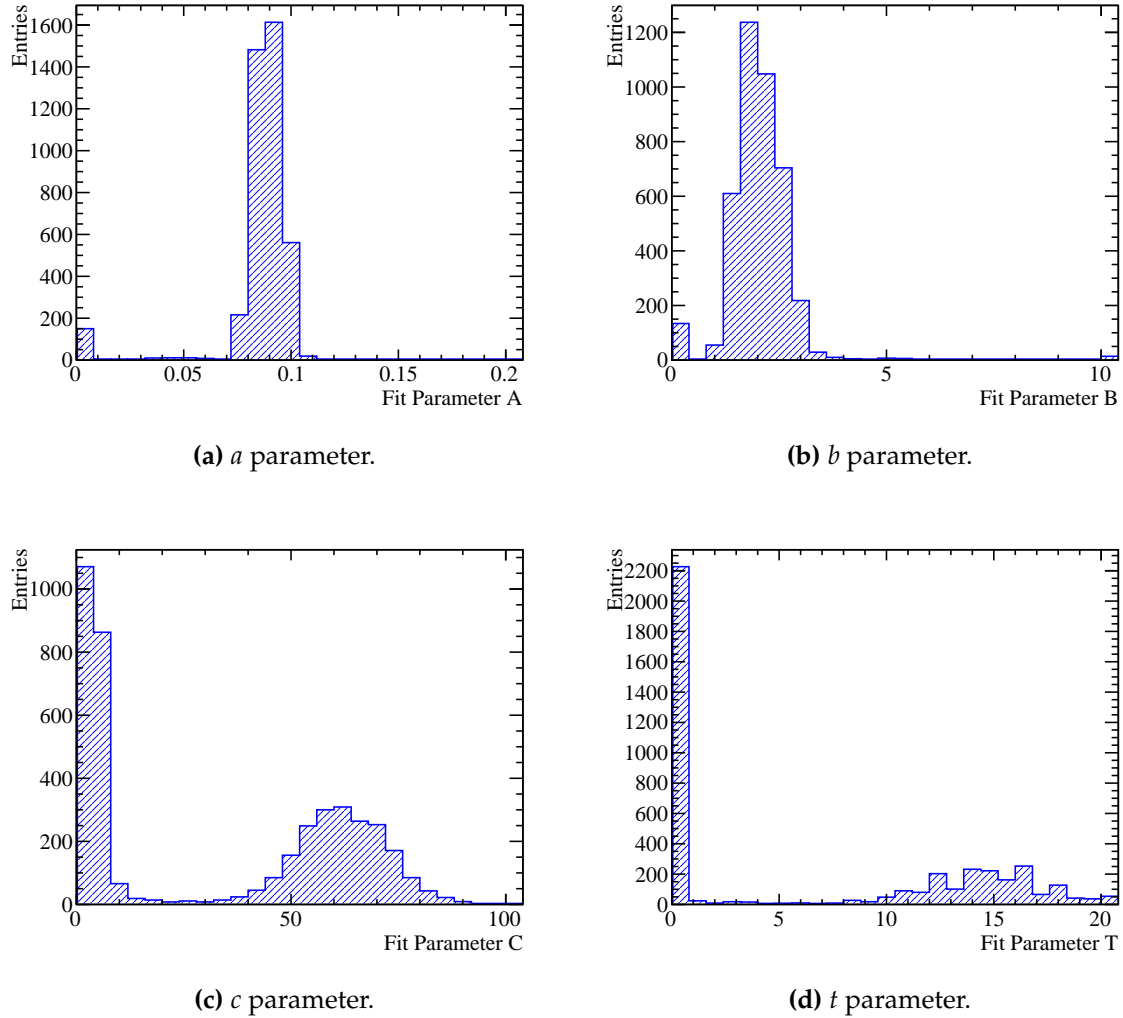 Entries
1600
1400
1200
1000
800
600
400
200
0
0 0.05 0.1 0.15 0.2
Fit Parameter A
(a) a parameter.
Entries
1200
1000
800
600
400
200
0
0 5 10
Fit Parameter B
(b) b parameter.
Entries
1000
800
600
400
200
0
0 50 100
Fit Parameter C
(c) c parameter.
Entries
2200
2000
1800
1600
1400
1200
1000
800
600
400
200
0
0 5 10 15 20
Fit Parameter T
(d) t parameter.